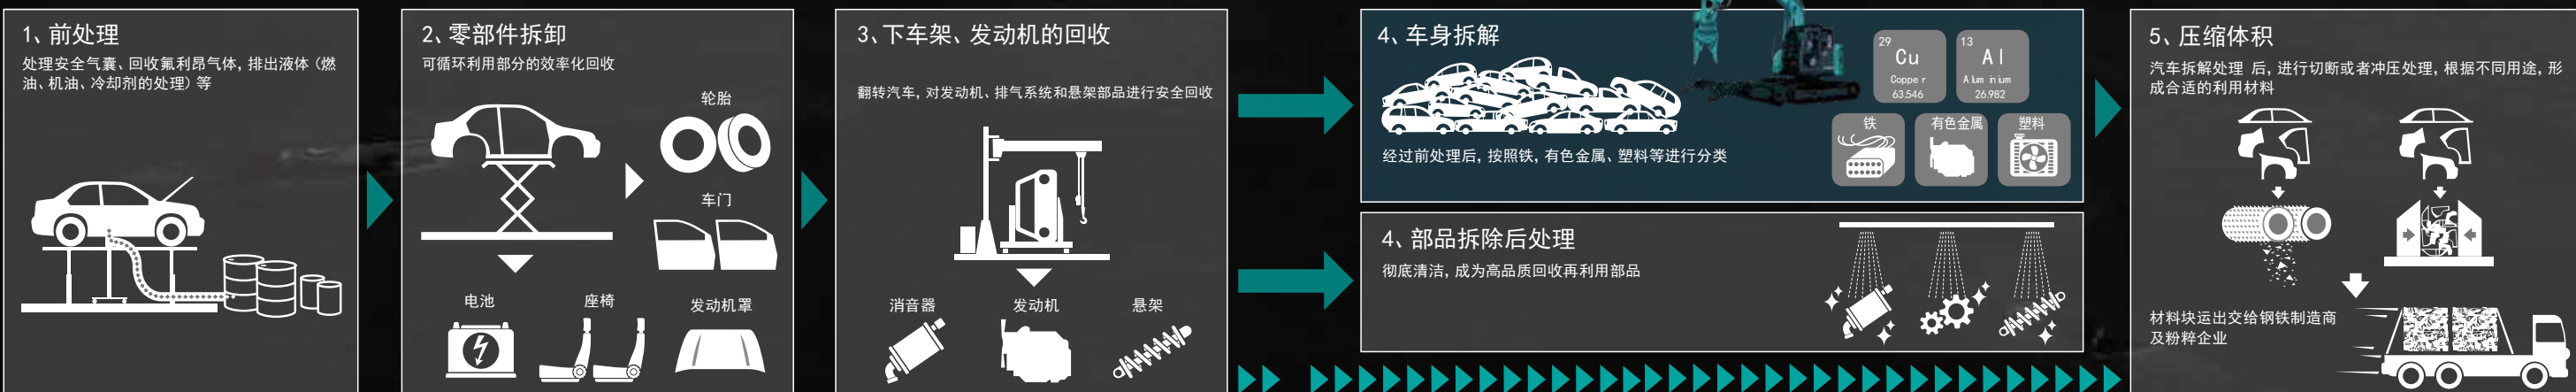 1、前处理
处理安全气囊、回收氟利昂气体,排出液体(燃
油、机油、冷却剂的处理)等
2、零部件拆卸
可循环利用部分的效率化回收
轮胎
车门
电池
座椅
发动机罩
3、下车架、发动机的回收
翻转汽车,对发动机、排气系统和悬架部品进行安全回收
消音器
发动机
悬架
4、车身拆解
29
Cu
Copper
63.546
13
Al
Aluminium
26.982
铁
有色金属
塑料
经过前处理后,按照铁,有色金属、塑料等进行分类
4、部品拆除后处理
彻底清洁,成为高品质回收再利用部品
5、压缩体积
汽车拆解处理 后,进行切断或者冲压处理,根据不同用途,形
成合适的利用材料
材料块运出交给钢铁制造商
及粉粹企业